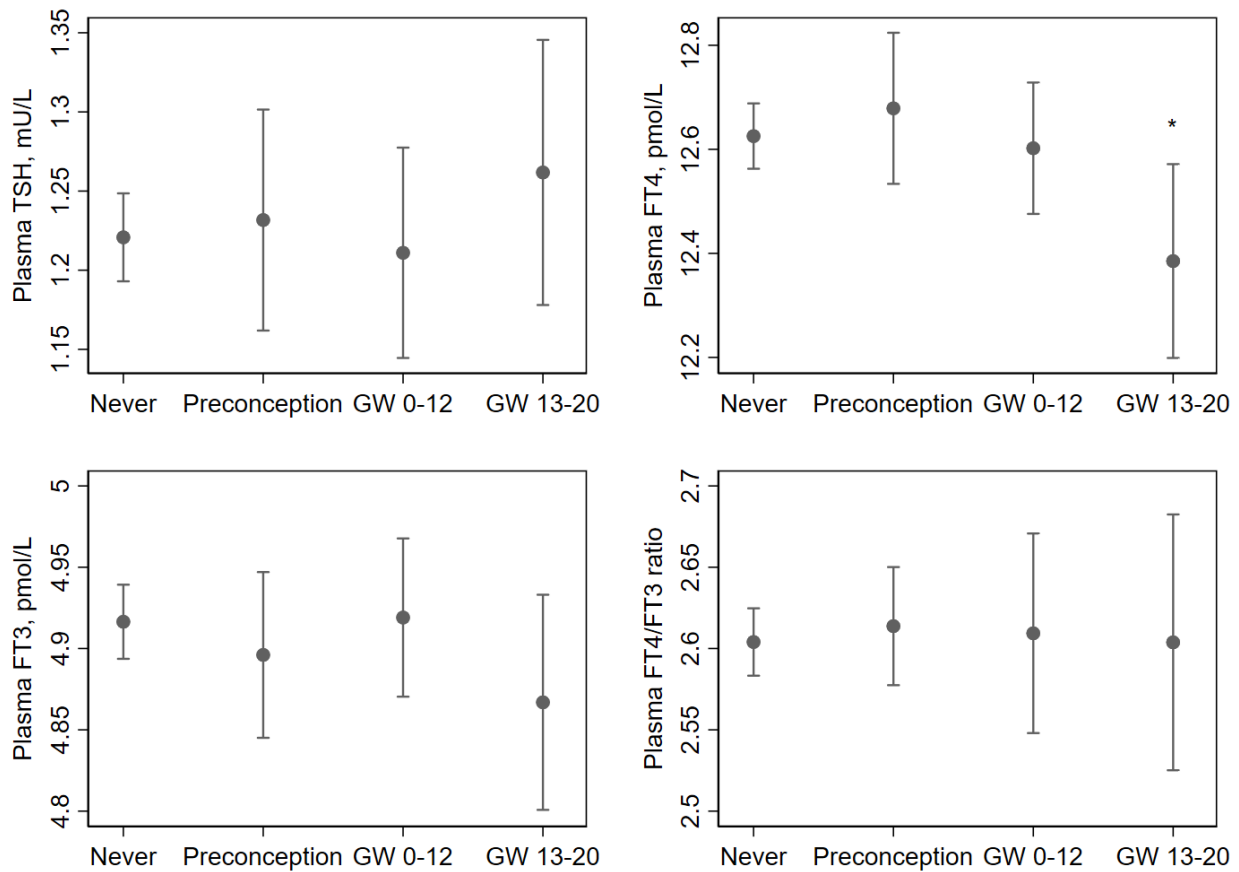 Plasma TSH, mU/L
1.35
1.3
1.25
1.2
1.15
Never Preconception GW 0-12 GW 13-20
Plasma FT4, pmol/L
12.8
12.6
12.4
12.2
*
Never Preconception GW 0-12 GW 13-20
Plasma FT3, pmol/L
5
4.95
4.9
4.85
4.8
Never Preconception GW 0-12 GW 13-20
Plasma FT4/FT3 ratio
2.7
2.65
2.6
2.55
2.5
Never Preconception GW 0-12 GW 13-20